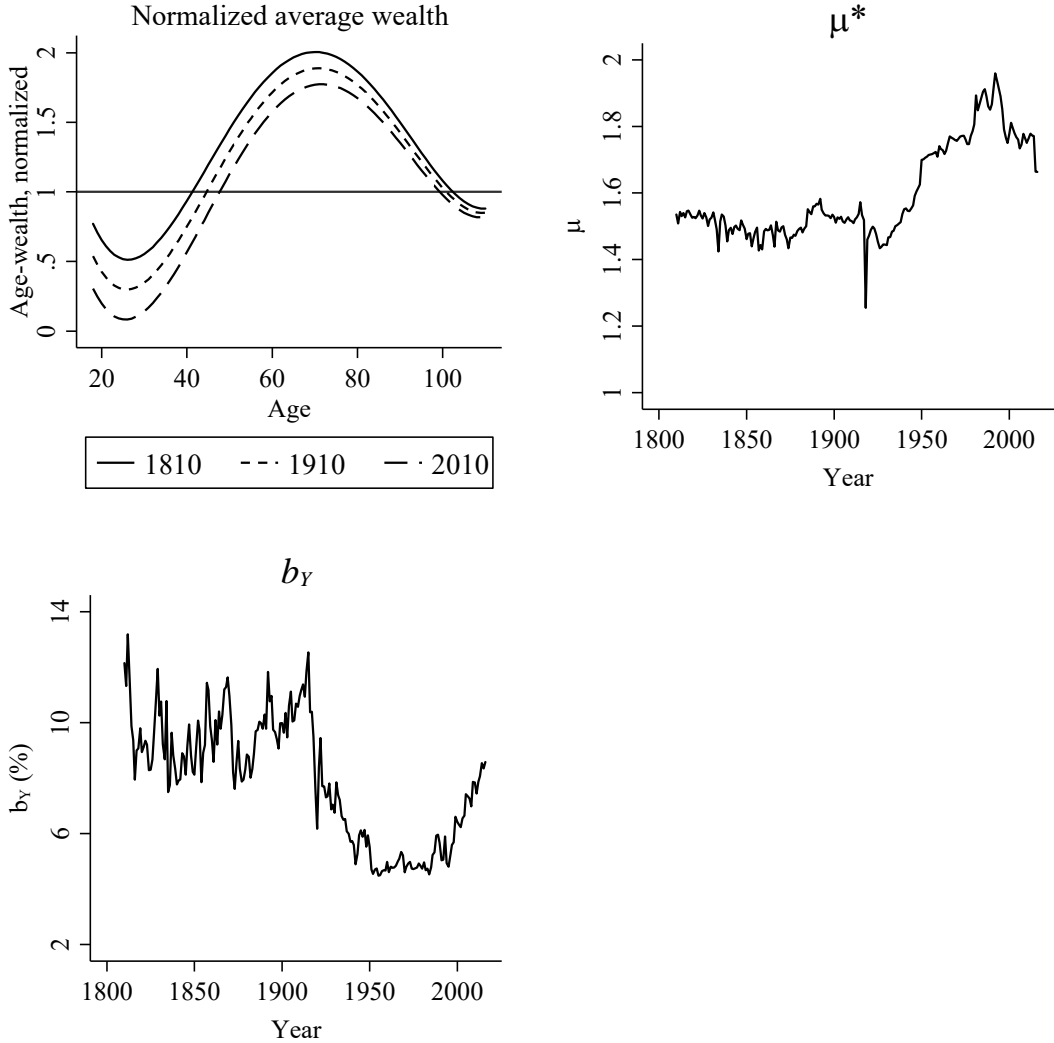 Normalized average wealth
Age-wealth, normalized
2
1.5
1
.5
0
20 40 60 80 100
Age
1810 1910 2010
μ*
μ
2
1.8
1.6
1.4
1.2
1
1800 1850 1900 1950 2000
Year
bY
bY (%)
14
10
6
2
1800 1850 1900 1950 2000
Year